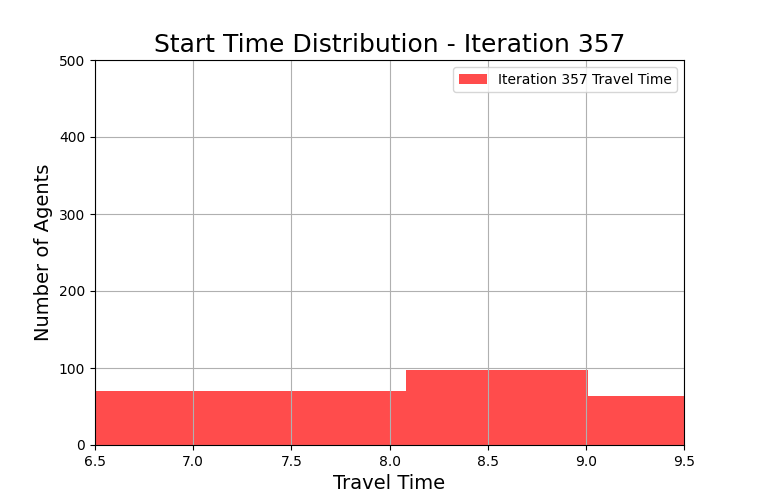 Start Time Distribution - Iteration 357
Iteration 357 Travel Time
500
400
300
200
100
0
Number of Agents
6.5 7.0 7.5 8.0 8.5 9.0 9.5
Travel Time